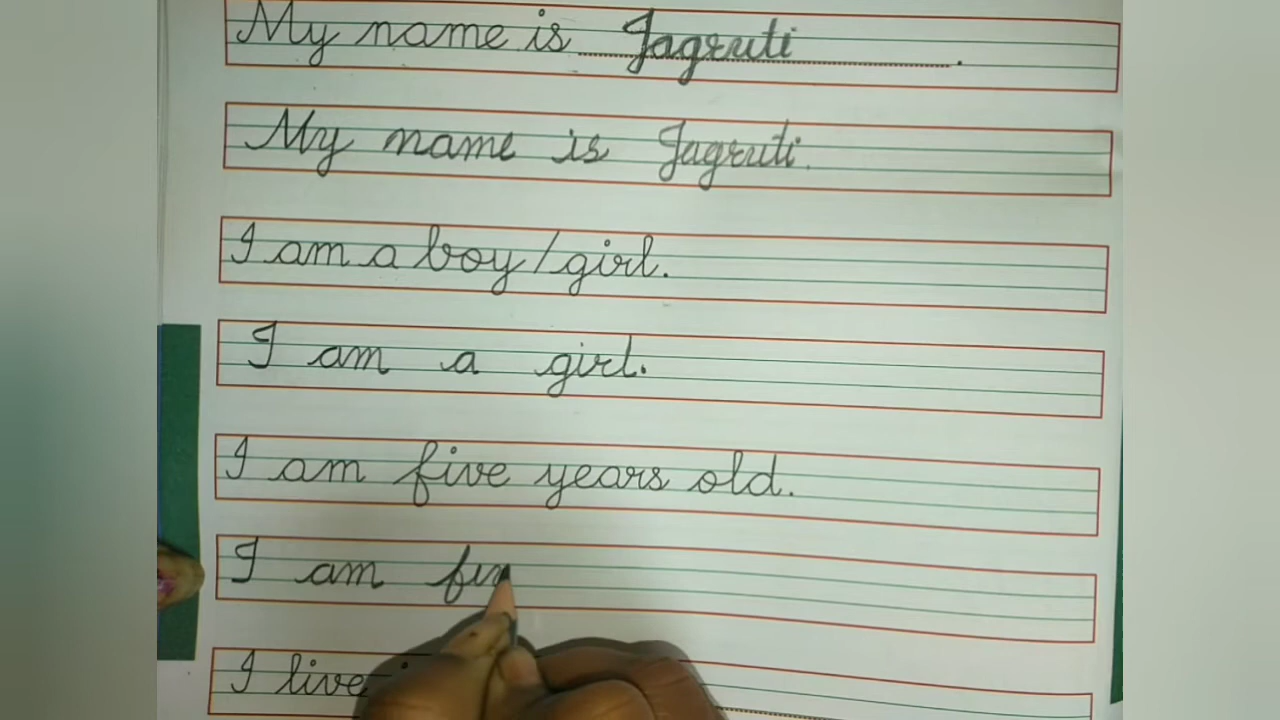 My name is Jagruti.
My name is Jagruti.
I am a boy/girl.
I am a girl.
I am five years old.
I am
I live